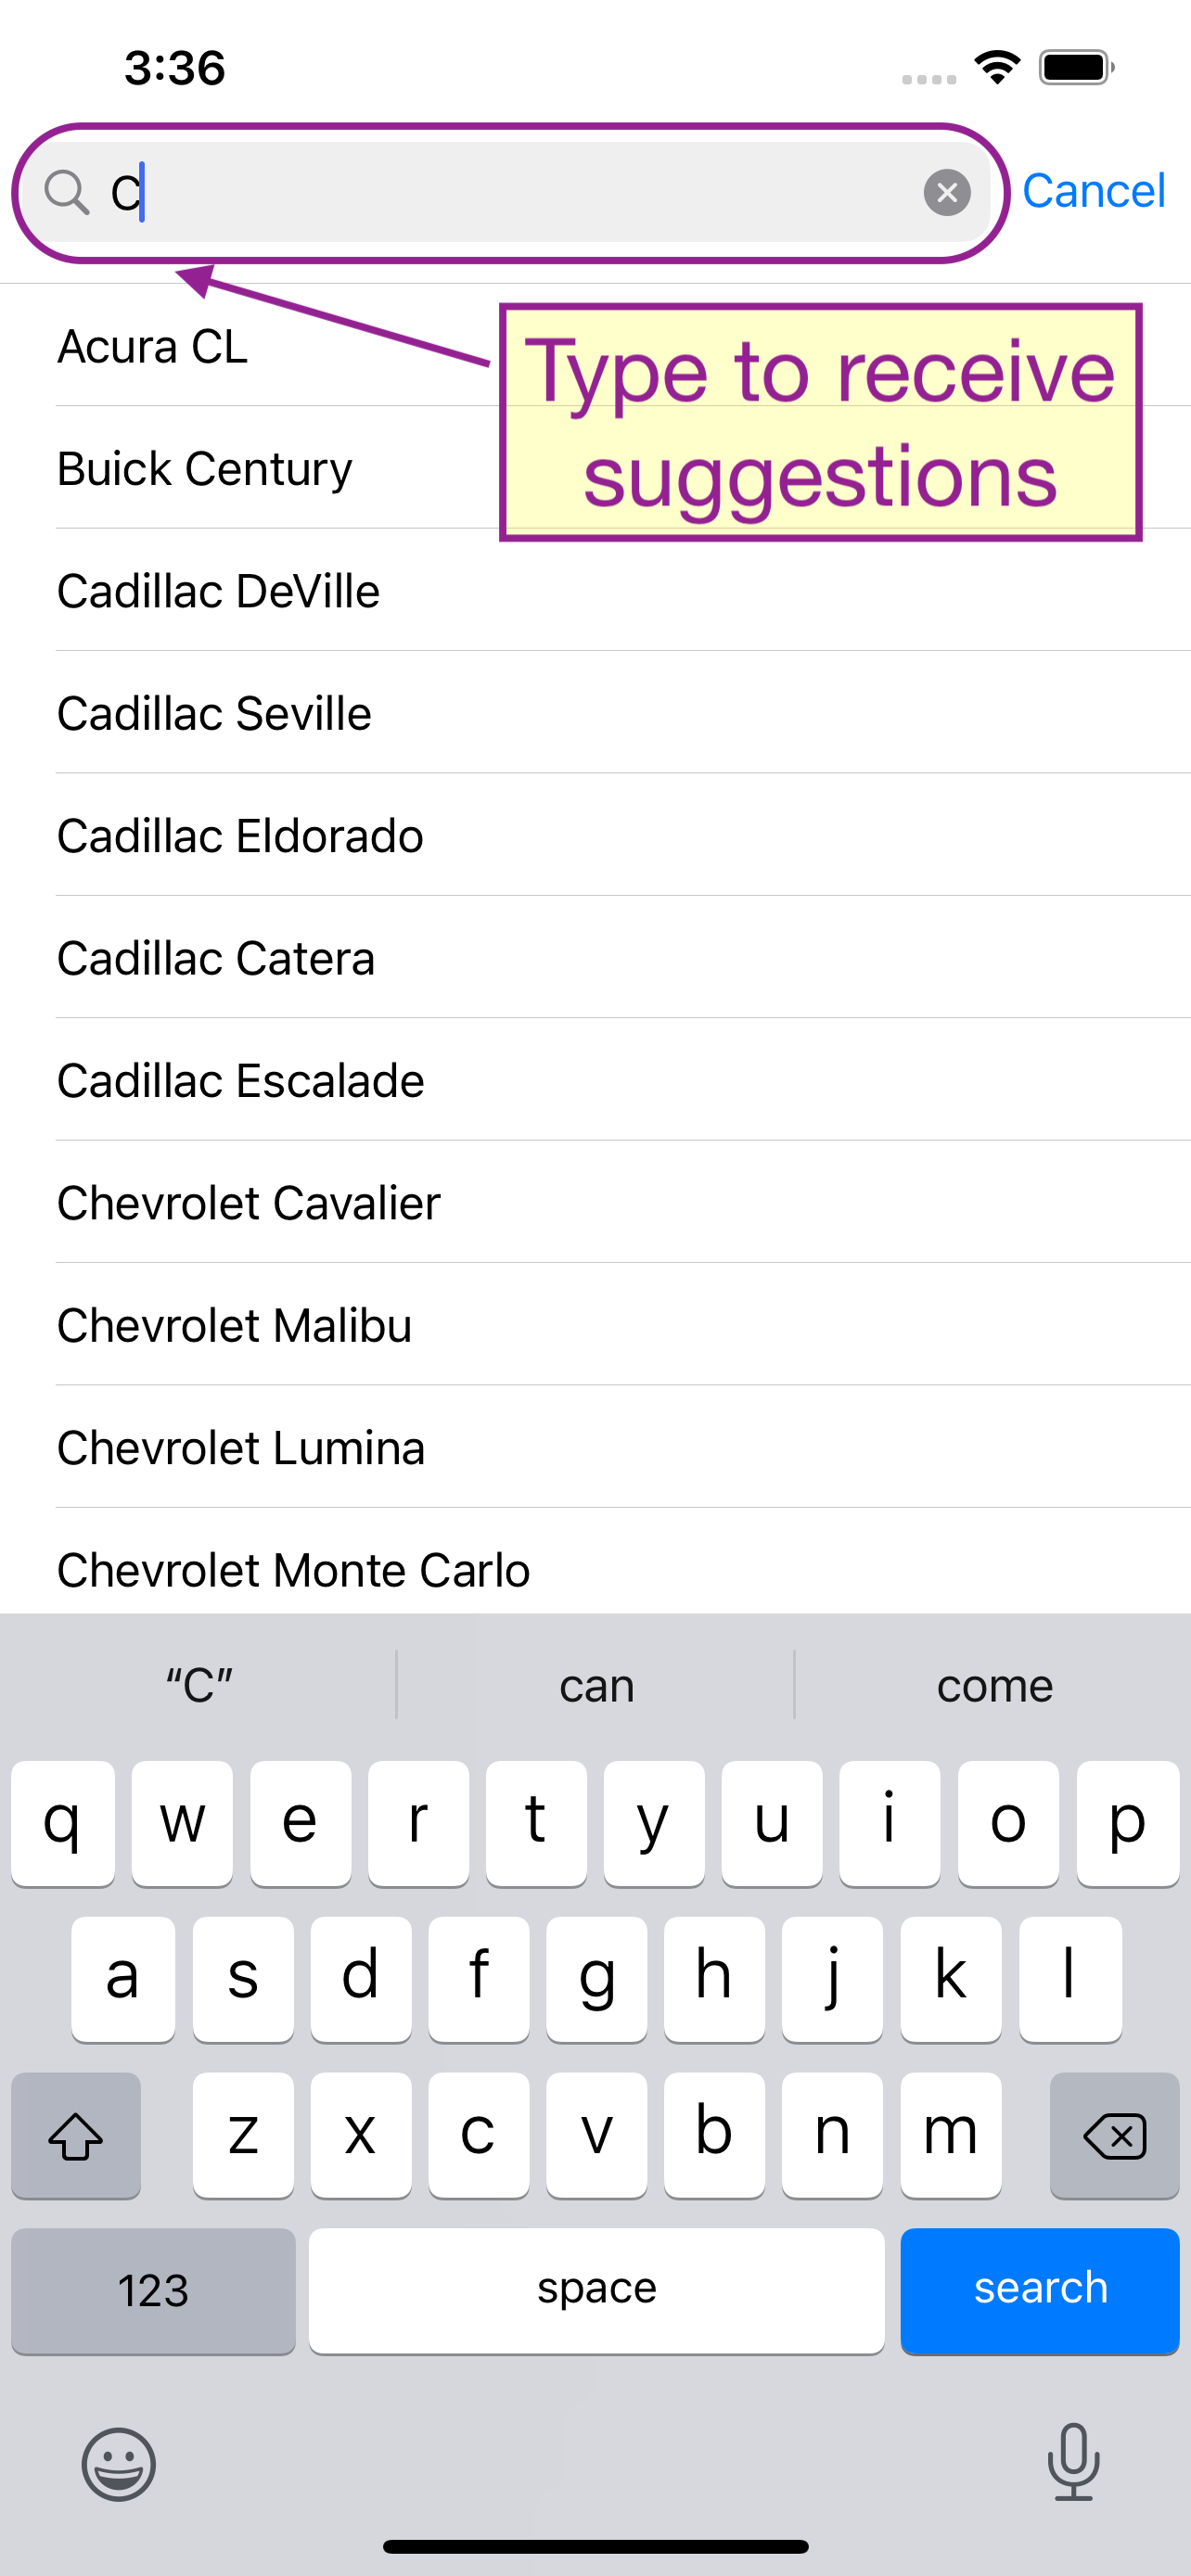 3:36
C
Cancel
Acura CL
Type to receive
suggestions
Buick Century
Cadillac DeVille
Cadillac Seville
Cadillac Eldorado
Cadillac Catera
Cadillac Escalade
Chevrolet Cavalier
Chevrolet Malibu
Chevrolet Lumina
Chevrolet Monte Carlo
“C” can come
q w e r t y u i o p
a s d f g h j k l
z x c v b n m
123 space search